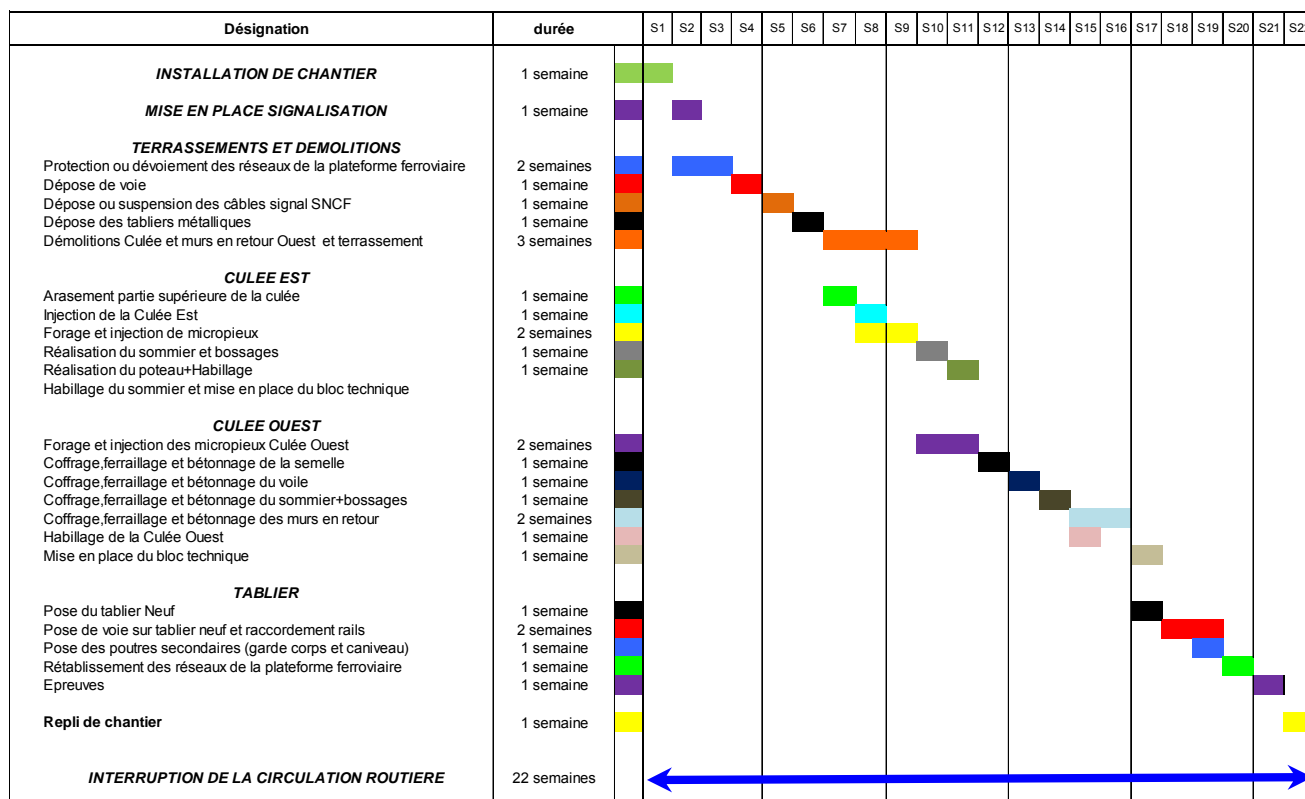 Désignation durée S1 S2 S3 S4 S5 S6 S7 S8 S9 S10 S11 S12 S13 S14 S15 S16 S17 S18 S19 S20 S21 S22
INSTALLATION DE CHANTIER 1 semaine
MISE EN PLACE SIGNALISATION 1 semaine
TERRASSEMENTS ET DEMOLITIONS
Protection ou dévoiement des réseaux de la plateforme ferroviaire 2 semaines
Dépose de voie 1 semaine
Dépose ou suspension des câbles signal SNCF 1 semaine
Dépose des tabliers métalliques 1 semaine
Démolitions Culée et murs en retour Ouest et terrassement 3 semaines
CULEE EST
Arasement partie supérieure de la culée 1 semaine
Injection de la Culée Est 1 semaine
Forage et injection de micropieux 2 semaines
Réalisation du sommier et bossages 1 semaine
Réalisation du poteau+Habillage 1 semaine
Habillage du sommier et mise en place du bloc technique
CULEE OUEST
Forage et injection des micropieux Culée Ouest 2 semaines
Coffrage,ferraillage et bétonnage de la semelle 1 semaine
Coffrage,ferraillage et bétonnage du voile 1 semaine
Coffrage,ferraillage et bétonnage du sommier+bossages 1 semaine
Coffrage,ferraillage et bétonnage des murs en retour 2 semaines
Habillage de la Culée Ouest 1 semaine
Mise en place du bloc technique 1 semaine
TABLIER
Pose du tablier Neuf 1 semaine
Pose de voie sur tablier neuf et raccordement rails 2 semaines
Pose des poutres secondaires (garde corps et caniveau) 1 semaine
Rétablissement des réseaux de la plateforme ferroviaire 1 semaine
Epreuves 1 semaine
Repli de chantier 1 semaine
INTERRUPTION DE LA CIRCULATION ROUTIERE 22 semaines